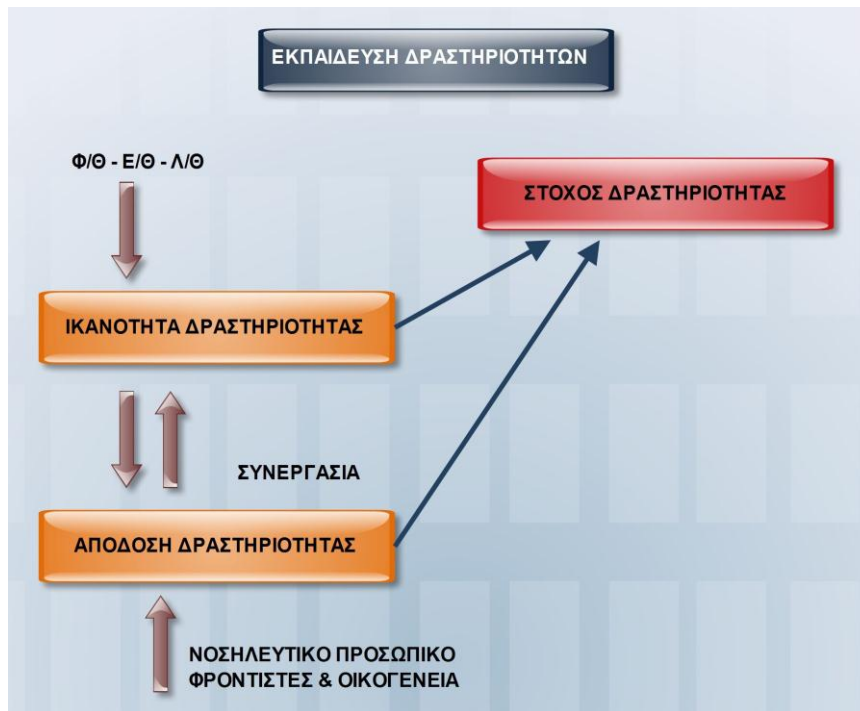 ΕΚΠΑΙΔΕΥΣΗ ΔΡΑΣΤΗΡΙΟΤΗΤΩΝ
Φ/Θ - Ε/Θ - Λ/Θ
ΣΤΟΧΟΣ ΔΡΑΣΤΗΡΙΟΤΗΤΑΣ
ΙΚΑΝΟΤΗΤΑ ΔΡΑΣΤΗΡΙΟΤΗΤΑΣ
ΣΥΝΕΡΓΑΣΙΑ
ΑΠΟΔΟΣΗ ΔΡΑΣΤΗΡΙΟΤΗΤΑΣ
ΝΟΣΗΛΕΥΤΙΚΟ ΠΡΟΣΩΠΙΚΟ
ΦΡΟΝΤΙΣΤΕΣ & ΟΙΚΟΓΕΝΕΙΑ